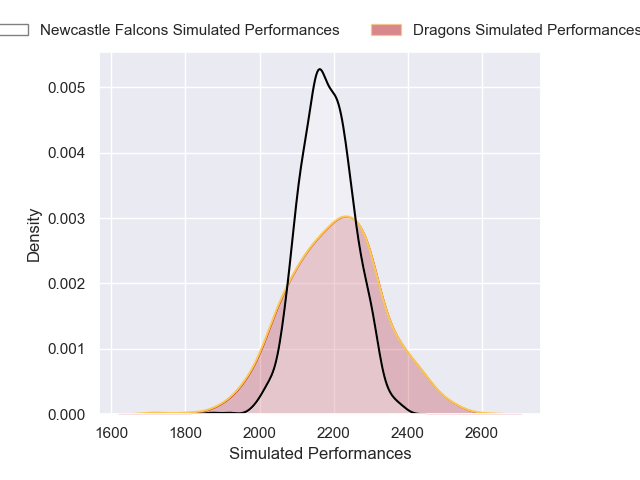 Newcastle Falcons Simulated Performances
Dragons Simulated Performances
0.005
0.004
0.003
0.002
0.001
0.000
Density
1600 1800 2000 2200 2400 2600
Simulated Performances